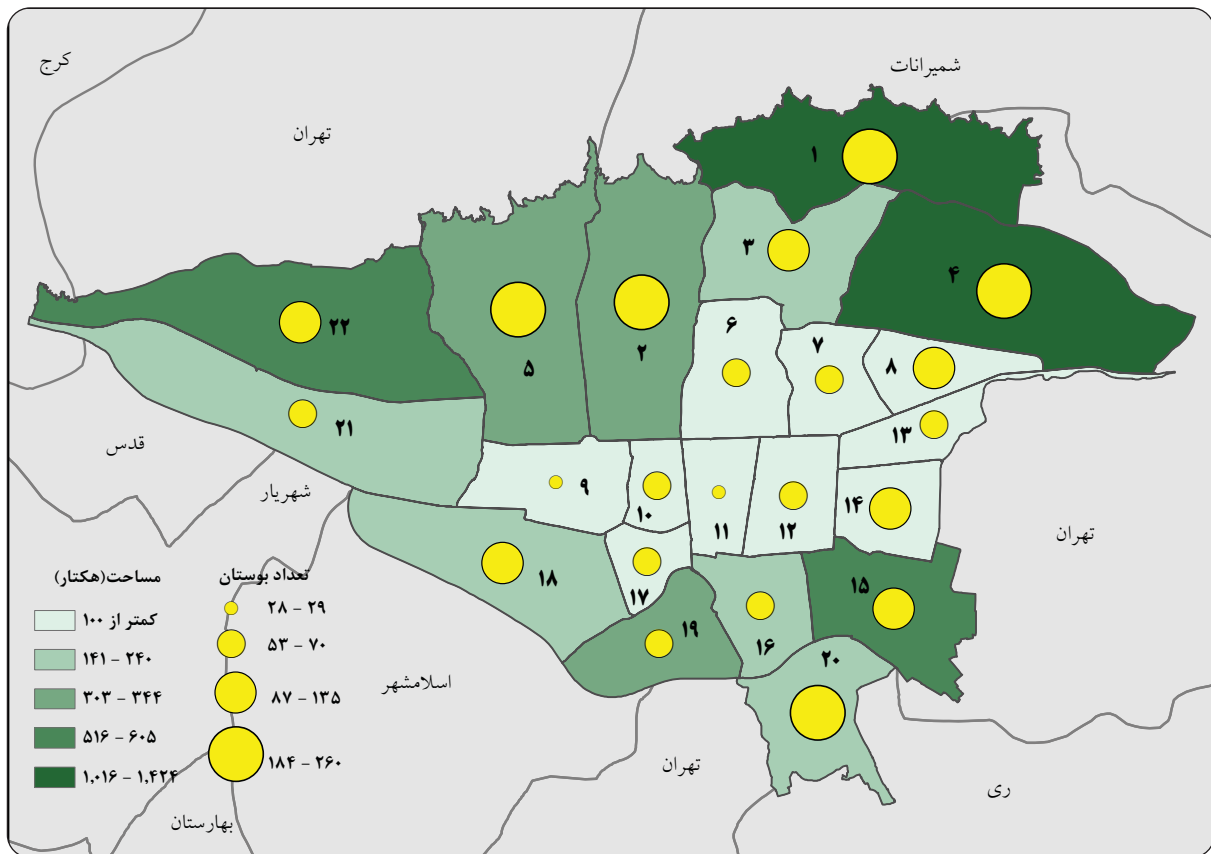 کرج
شمیرانات
تهران
۱
۳
۴
۲۲
۵
۲
۶
۷
۸
۲۱
۱۳
قدس
شهریار
۹
۱۰
۱۱
۱۲
۱۴
تهران
۱۸
۱۷
۱۵
۱۹
۱۶
۲۰
اسلامشهر
تهران
ری
بهارستان
مساحت(هکتار)
کمتر از ۱۰۰
۱۴۱ - ۲۴۰
۳۰۳ - ۳۴۴
۵۱۶ - ۶۰۵
۱,۰۱۶ - ۱,۴۲۴
تعداد بوستان
۲۸ - ۲۹
۵۳ - ۷۰
۸۷ - ۱۳۵
۱۸۴ - ۲۶۰